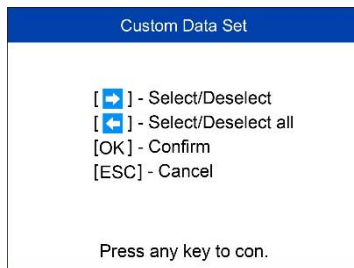 Custom Data Set
[➡] - Select/Deselect
[⬅] - Select/Deselect all
[OK] - Confirm
[ESC] - Cancel
Press any key to con.